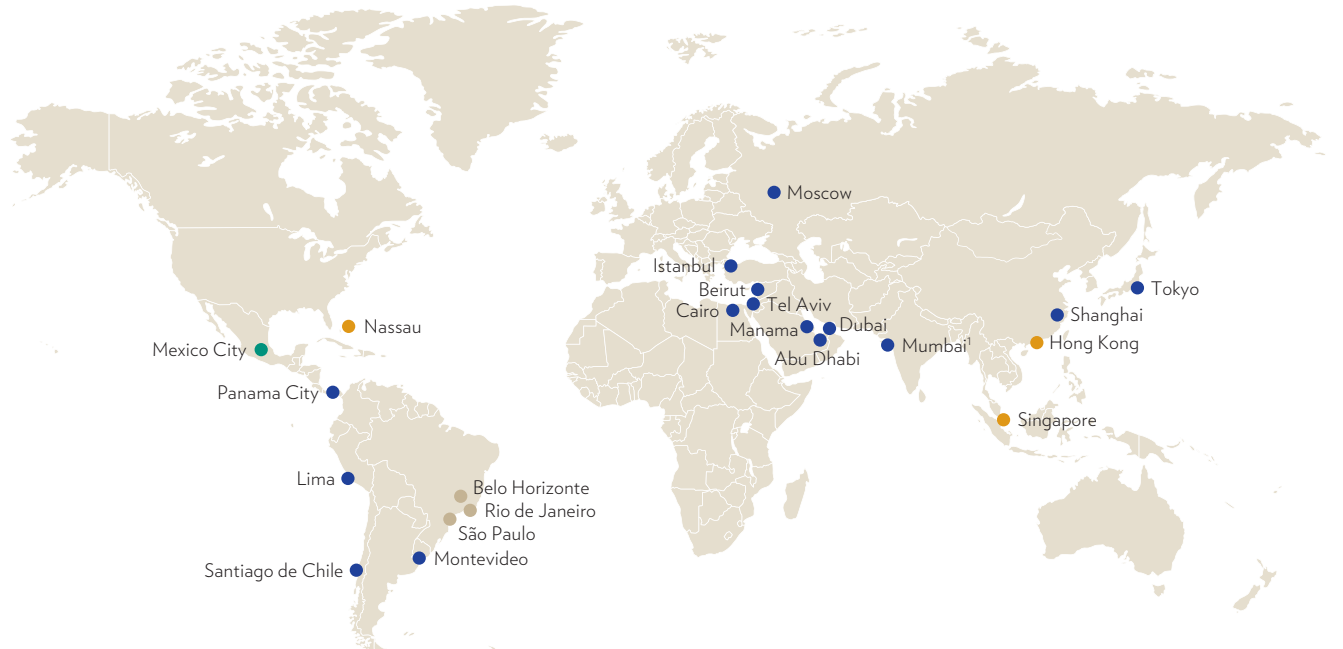 Moscow
Istanbul
Beirut
Tel Aviv
Tokyo
Cairo
Shanghai
Nassau
Manama
Dubai
Mexico City
Mumbai¹
Hong Kong
Abu Dhabi
Panama City
Singapore
Lima
Belo Horizonte
Rio de Janeiro
São Paulo
Montevideo
Santiago de Chile